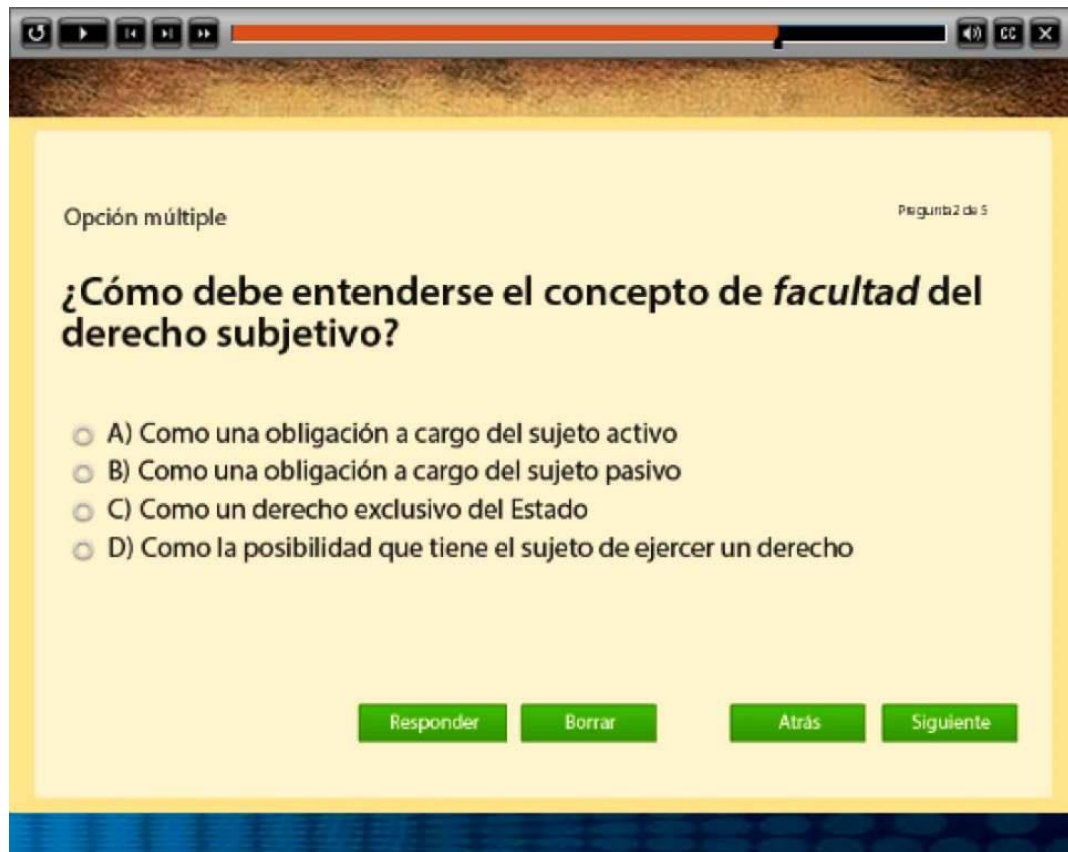 CC
Opción múltiple
Pregunta 2 de 5
¿Cómo debe entenderse el concepto de facultad del
derecho subjetivo?
A) Como una obligación a cargo del sujeto activo
B) Como una obligación a cargo del sujeto pasivo
C) Como un derecho exclusivo del Estado
D) Como la posibilidad que tiene el sujeto de ejercer un derecho
Responder Borrar Atrás Siguiente